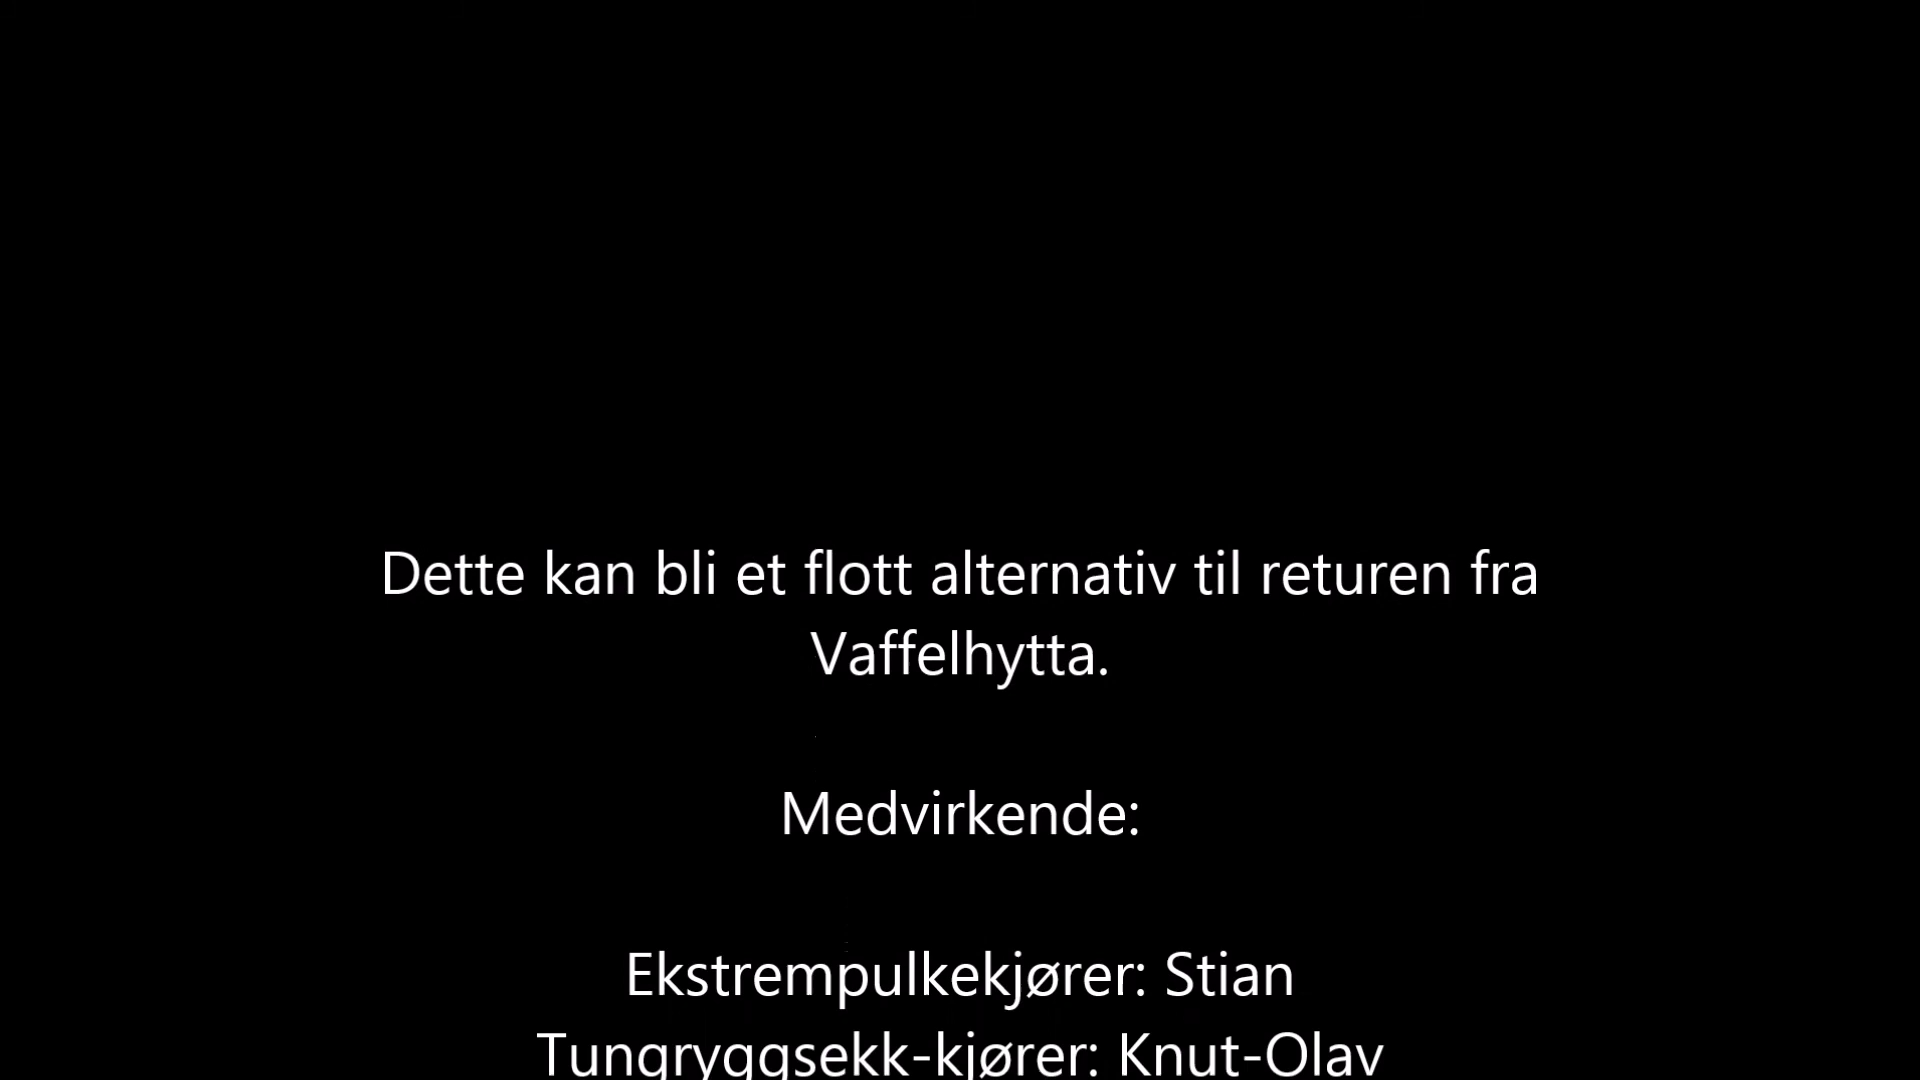 Dette kan bli et flott alternativ til returen fra
Vaffelhytta.
Medvirkende:
Ekstrempulkekjører: Stian
Tungryggsekk-kjører: Knut-Olav